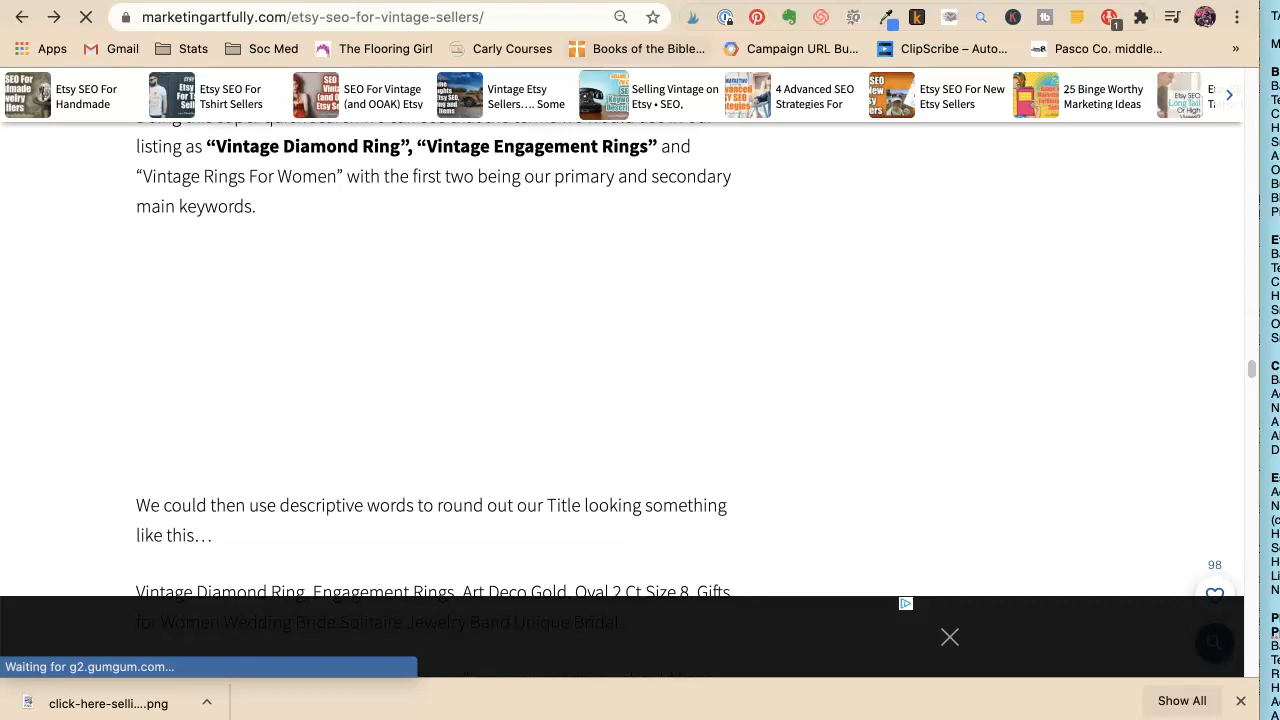 marketingartfully.com/etsy-seo-for-vintage-sellers/
1
Apps
Gmail
Stats
Soc Med
The Flooring Girl
Carly Courses
Books of the Bible...
Campaign URL Bu...
ClipScribe – Auto...
Pasco Co. middle...
»
Etsy SEO For
Handmade
Etsy SEO For
Tshirt Sellers
SEO For Vintage
(and OOAK) Etsy
Vintage Etsy
Sellers…. Some
Selling Vintage on
Etsy • SEO,
4 Advanced SEO
Strategies For
Etsy SEO For New
Etsy Sellers
25 Binge Worthy
Marketing Ideas
listing as “Vintage Diamond Ring”, “Vintage Engagement Rings” and
“Vintage Rings For Women” with the first two being our primary and secondary
main keywords.
We could then use descriptive words to round out our Title looking something
like this…
98
Vintage Diamond Ring, Engagement Rings, Art Deco Gold, Oval 2 Ct Size 8, Gifts
for Women Wedding Bride Solitaire Jewelry Band Unique Bridal
Waiting for g2.gumgum.com...
click-here-selli....png
Show All